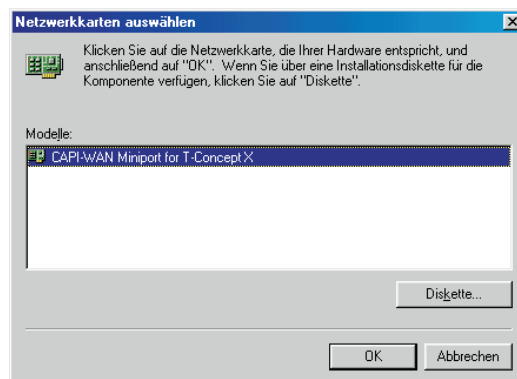 Netzwerkkarten auswählen
Klicken Sie auf die Netzwerkkarte, die Ihrer Hardware entspricht, und
anschließend auf "OK". Wenn Sie über eine Installationsdiskette für die
Komponente verfügen, klicken Sie auf "Diskette".
Modelle:
CAPI-WAN Miniport for T-Concept X
Diskette...
OK
Abbrechen